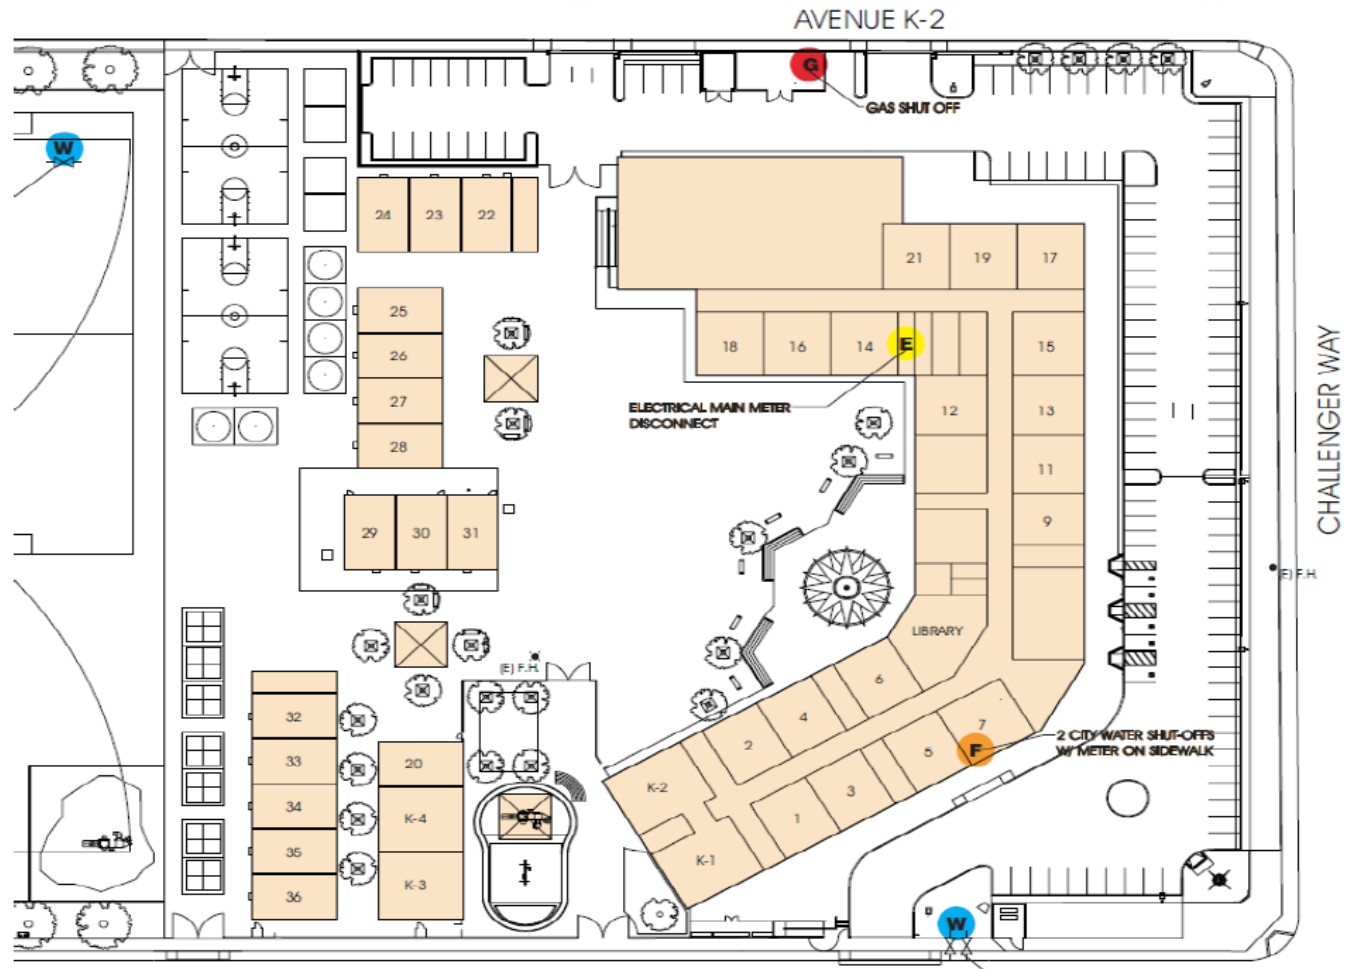 AVENUE K-2
G
GAS SHUT OFF
W
24
23
22
21
19
17
25
18
16
14
E
15
26
27
ELECTRICAL MAIN METER
DISCONNECT
12
13
28
11
29
30
31
9
CHALLENGER WAY
(E) F.H.
LIBRARY
(E) F.H.
6
32
4
7
2
5
F
2 CITY WATER SHUT-OFFS
W/ METER ON SIDEWALK
33
20
K-2
3
34
K-4
1
35
K-1
K-3
36
W